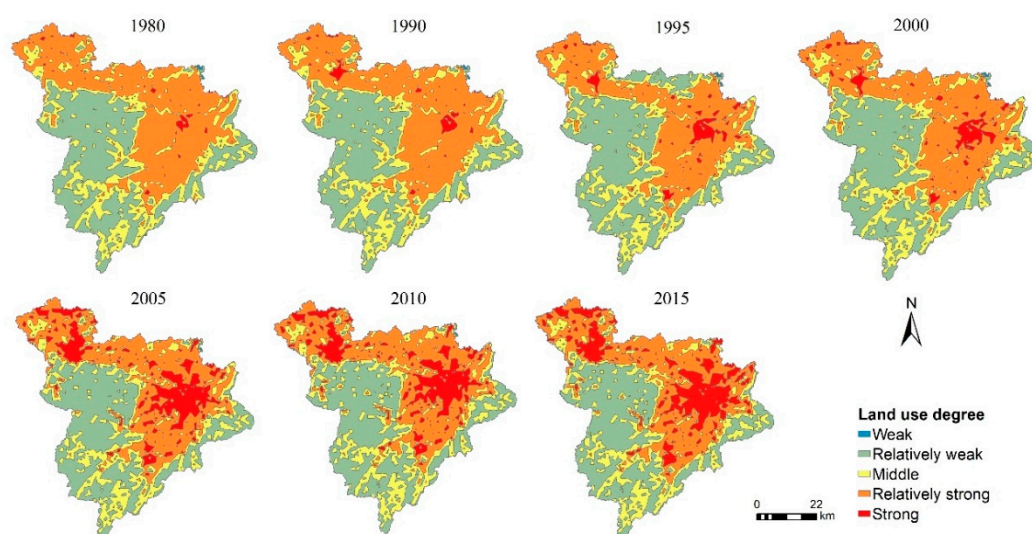 1980
1990
1995
2000
2005
2010
2015
N
Land use degree
Weak
Relatively weak
Middle
Relatively strong
Strong
0 22
km